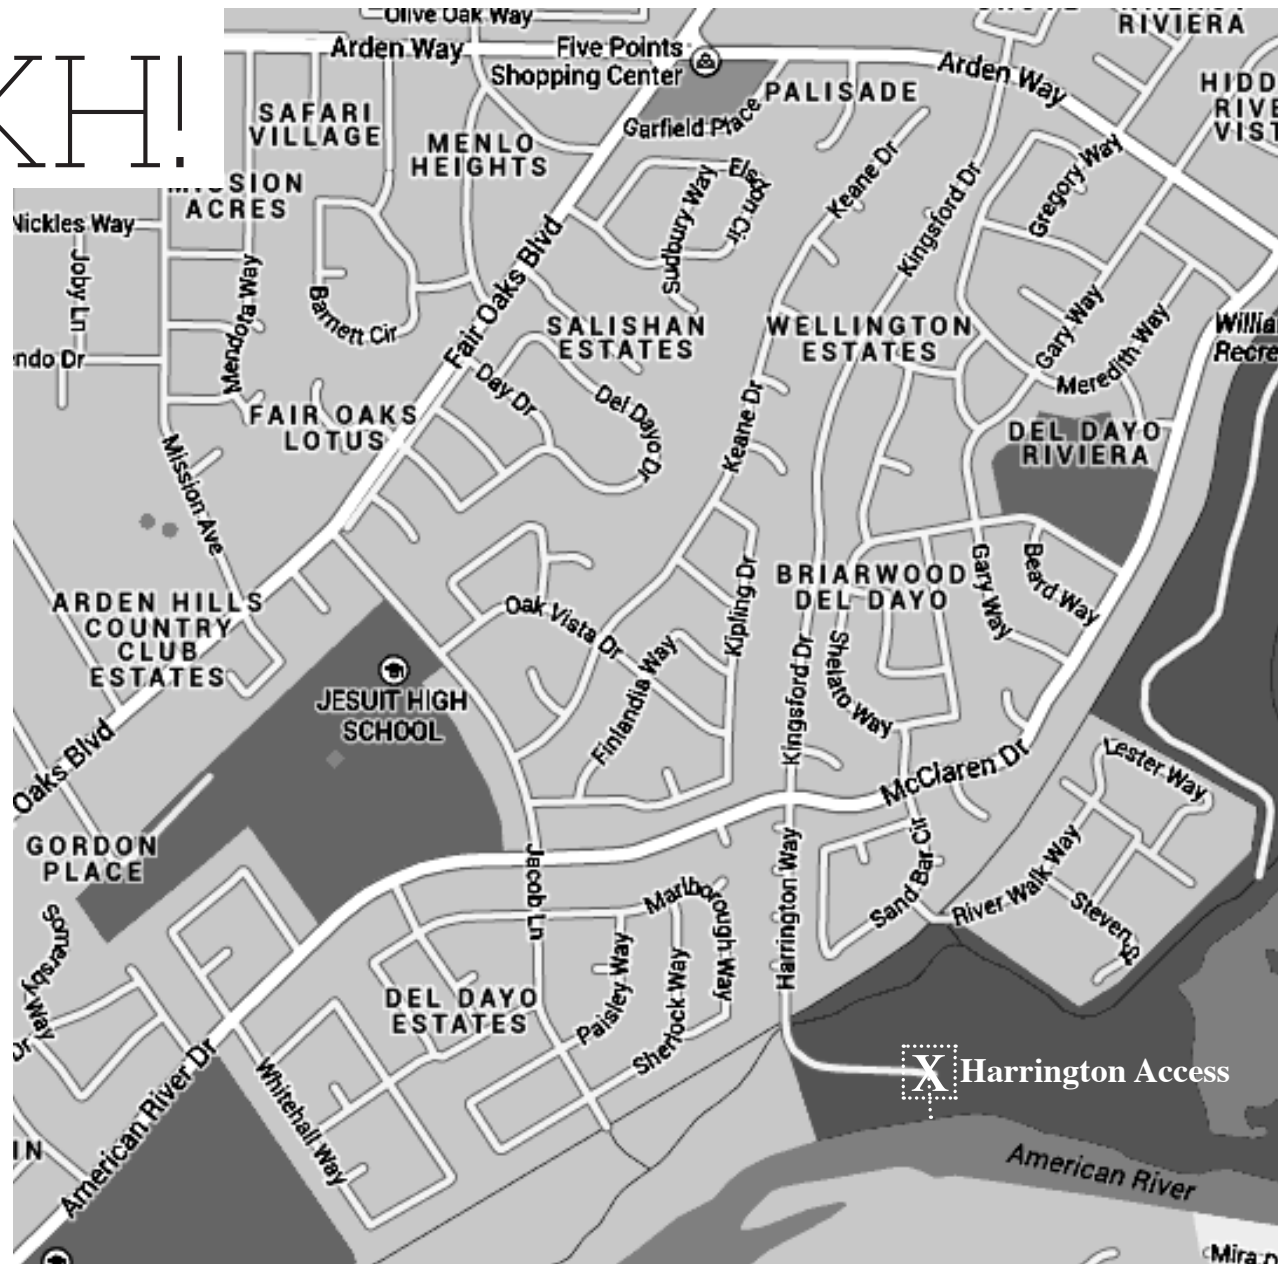 KH!
Olive Oak Way
RIVIERA
Arden Way
Five Points
Shopping Center
Arden Way
PALISADE
HIDD
RIVE
VIST
SAFARI
VILLAGE
MENLO
HEIGHTS
Garfield Place
Gregory Way
Keane Dr
Kingsford Dr
Sudbury Way
MISSION
ACRES
Nickles Way
Joby Ln
Mendora Way
Barnett Cir
Fair Oaks Blvd
SALISHAN
ESTATES
WELLINGTON
ESTATES
Gary Way
Meredith Way
Willia
Recre
ndo Dr
Day Dr
Del Dayo Dr
Keane Dr
FAIR OAKS
LOTUS
DEL DAYO
RIVIERA
Mission Ave
BRIARWOOD
DEL DAYO
Gary Way
Beard Way
Kipling Dr
ARDEN HILLS
COUNTRY
CLUB
ESTATES
Oak Vista Dr
Finlandia Way
Kingsford Dr
Shelato Way
JESUIT HIGH
SCHOOL
Oaks Blvd
McClaren Dr
Lester Way
GORDON
PLACE
Jacob Ln
Harrington Way
Sand Bar Cir
River Walk Way
Steven St
Marlborough Way
Somersby Way
Paisley Way
Sherlock Way
DEL DAYO
ESTATES
Dr
American River Dr
Whitehall Way
X Harrington Access
IN
American River
Mira D